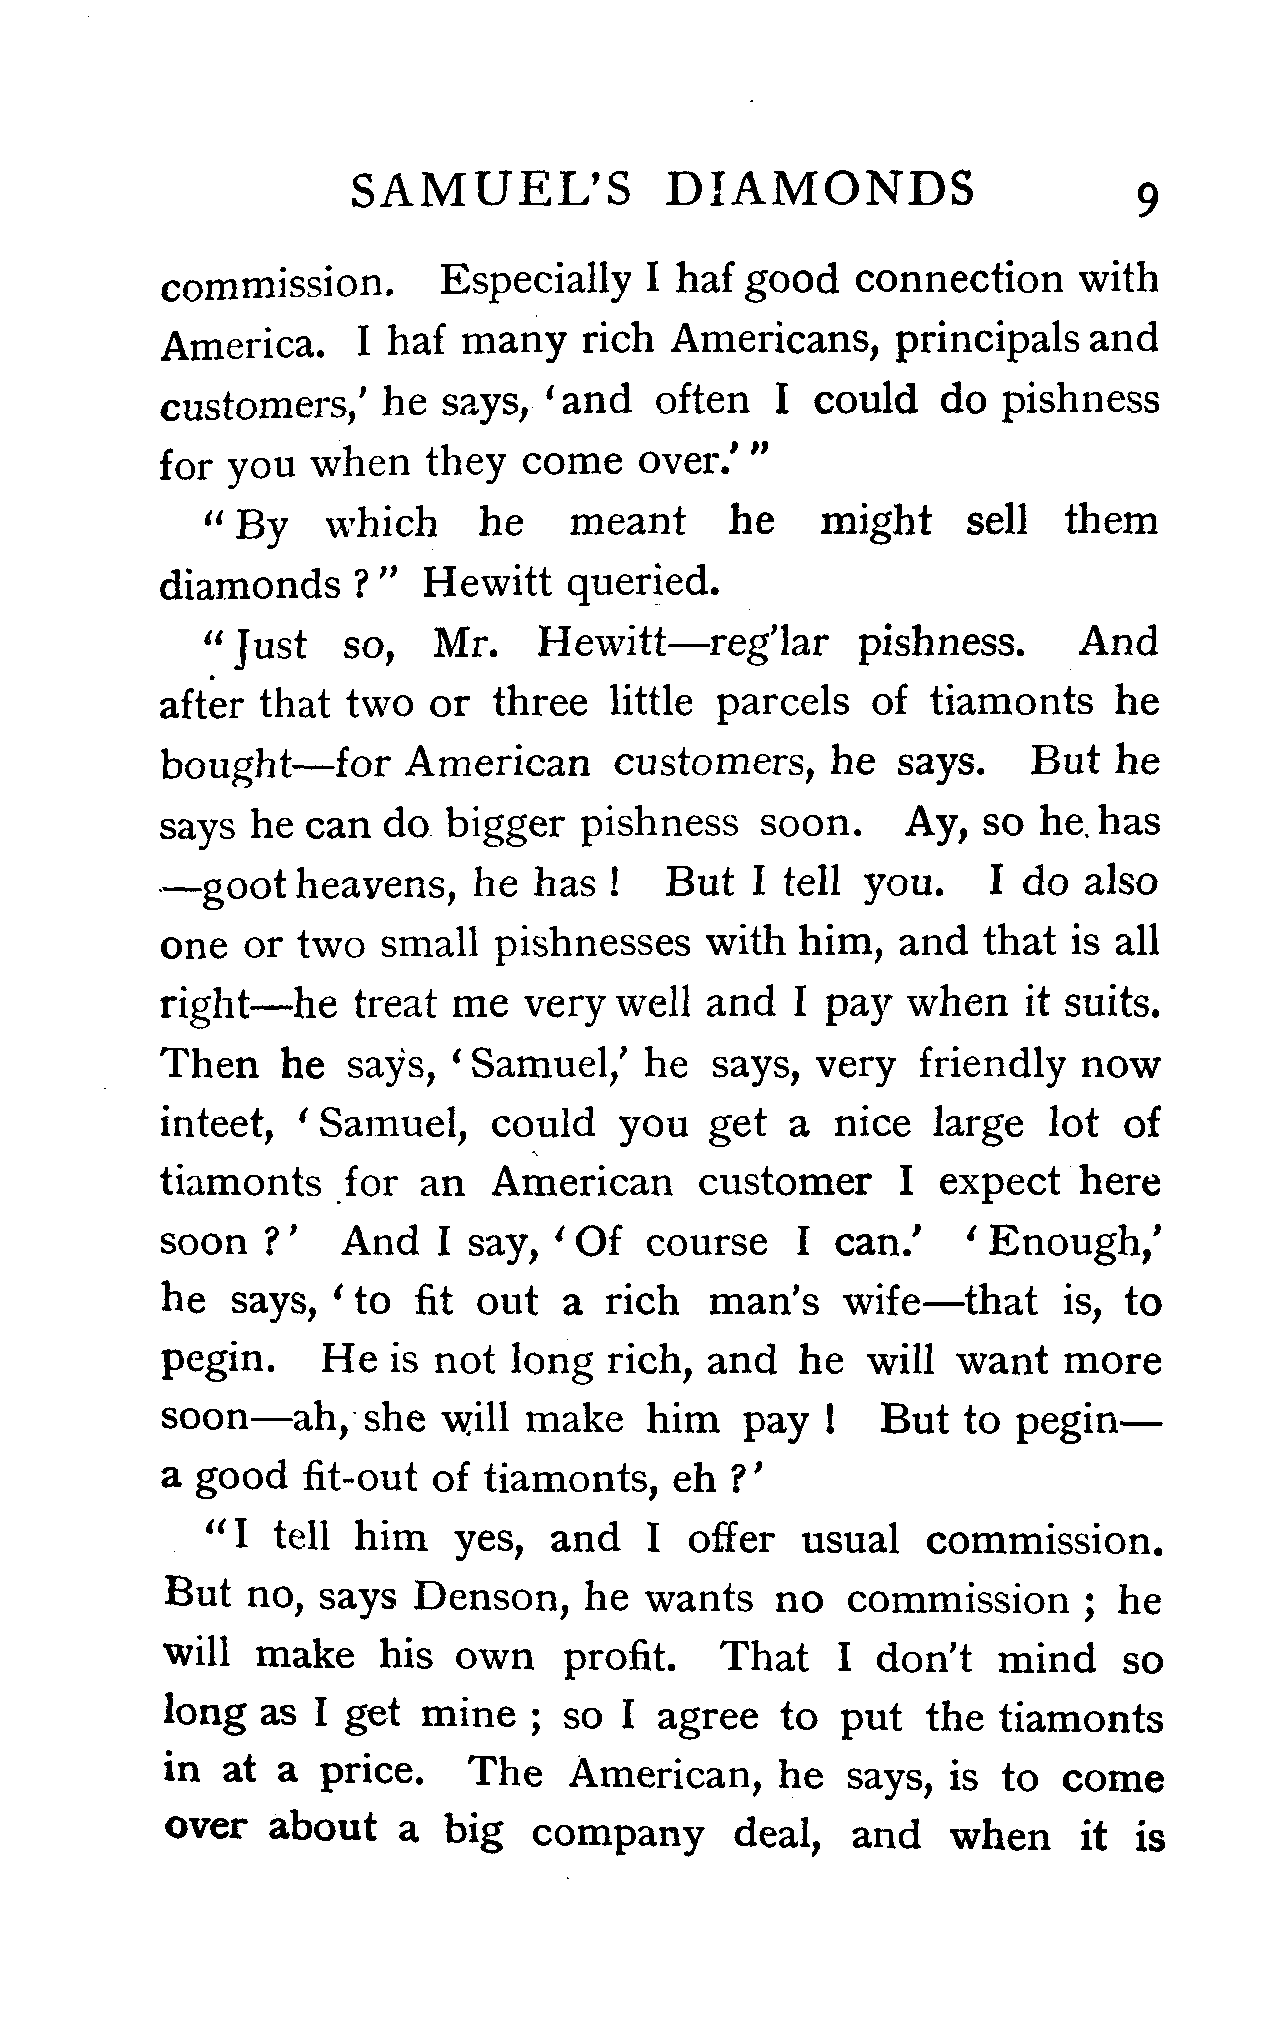 SAMUEL'S DIAMONDS 9
commission. Especially I haf good connection with
America. I haf many rich Americans, principals and
customers,' he says, 'and often I could do pishness
for you when they come over.'"
"By which he meant he might sell them
diamonds?" Hewitt queried.
"Just so, Mr. Hewitt—reg'lar pishness. And
after that two or three little parcels of tiamonts he
bought—for American customers, he says. But he
says he can do bigger pishness soon. Ay, so he has
—goot heavens, he has! But I tell you. I do also
one or two small pishnesses with him, and that is all
right—he treat me very well and I pay when it suits.
Then he says, 'Samuel,' he says, very friendly now
inteet, 'Samuel, could you get a nice large lot of
tiamonts for an American customer I expect here
soon?' And I say, 'Of course I can.' 'Enough,'
he says, 'to fit out a rich man's wife—that is, to
pegin. He is not long rich, and he will want more
soon—ah, she will make him pay! But to pegin—
a good fit-out of tiamonts, eh?'
"I tell him yes, and I offer usual commission.
But no, says Denson, he wants no commission; he
will make his own profit. That I don't mind so
long as I get mine; so I agree to put the tiamonts
in at a price. The American, he says, is to come
over about a big company deal, and when it is